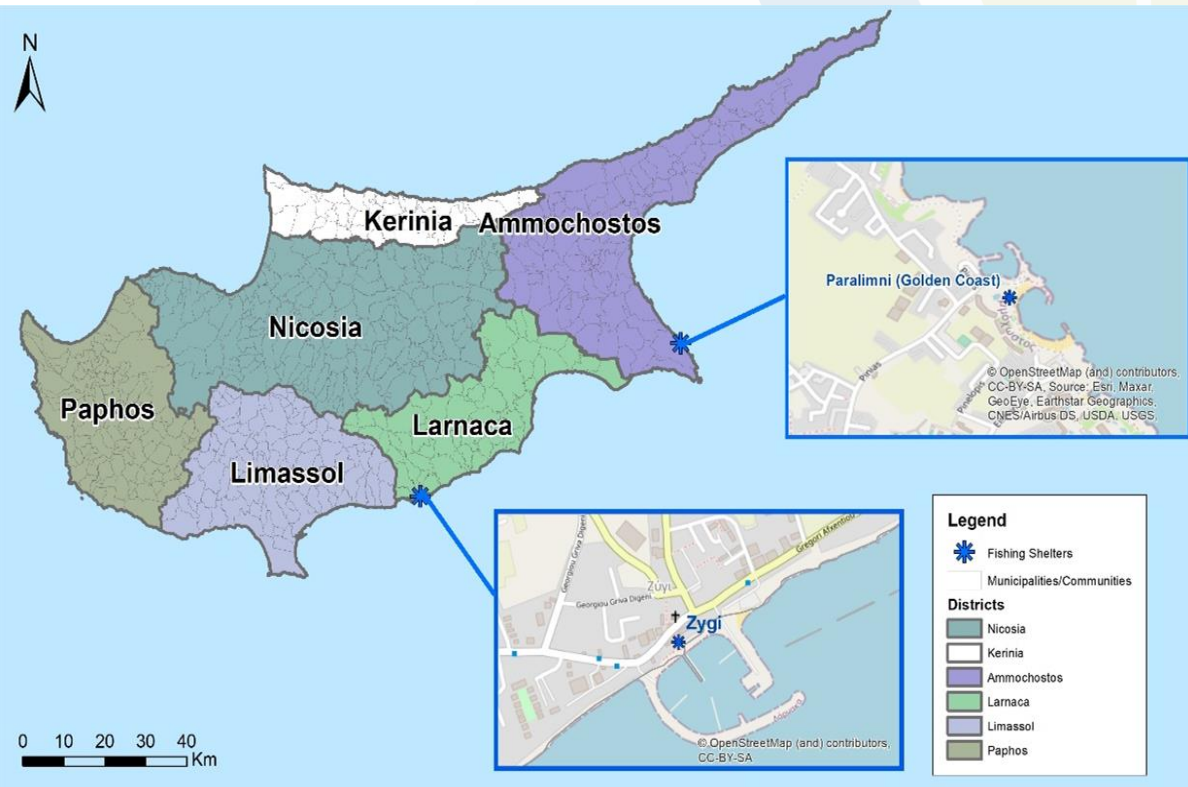 N
Kerinia
Ammochostos
Nicosia
Paphos
Larnaca
Limassol
Paralimni (Golden Coast)
Pinias
Pinelopis
© OpenStreetMap (and) contributors,
CC-BY-SA, Source: Esri, Maxar,
GeoEye, Earthstar Geographics,
CNES/Airbus DS, USDA, USGS,
Georgiou Griva Digeni
Georgiou Griva Digeni
Ζύγι
Gregori Afxentiou
Zygi
© OpenStreetMap (and) contributors,
CC-BY-SA
Legend
Fishing Shelters
Municipalities/Communities
Districts
Nicosia
Kerinia
Ammochostos
Larnaca
Limassol
Paphos
0 10 20 30 40
Km